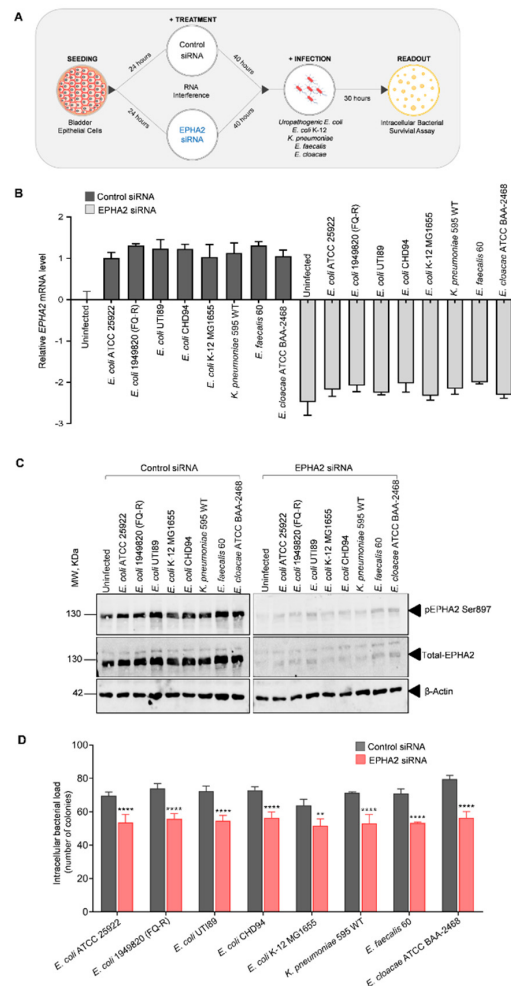 A
+ TREATMENT
SEEDING
24 hours
Control
siRNA
40 hours
+ INFECTION
READOUT
RNA
Interference
30 hours
Bladder
Epithelial Cells
24 hours
EPHA2
siRNA
40 hours
Uropathogenic E. coli
E. coli K-12
K. pneumoniae
E. faecalis
E. cloacae
Intracellular Bacterial
Survival Assay
B
Control siRNA
EPHA2 siRNA
Relative EPHA2 mRNA level
2
1
0
-1
-2
-3
Uninfected
E. coli ATCC 25922
E. coli 1949820 (FQ-R)
E. coli UTI89
E. coli CHD94
E. coli K-12 MG1655
K. pneumoniae 595 WT
E. faecalis 60
E. cloacae ATCC BAA-2468
Uninfected
E. coli ATCC 25922
E. coli 1949820 (FQ-R)
E. coli UTI89
E. coli CHD94
E. coli K-12 MG1655
K. pneumoniae 595 WT
E. faecalis 60
E. cloacae ATCC BAA-2468
C
Control siRNA
EPHA2 siRNA
MW, KDa
Uninfected
E. coli ATCC 25922
E. coli 1949820 (FQ-R)
E. coli UTI89
E. coli K-12 MG1655
E. coli CHD94
K. pneumoniae 595 WT
E. faecalis 60
E. cloacae ATCC BAA-2468
Uninfected
E. coli ATCC 25922
E. coli 1949820 (FQ-R)
E. coli UTI89
E. coli K-12 MG1655
E. coli CHD94
K. pneumoniae 595 WT
E. faecalis 60
E. cloacae ATCC BAA-2468
130
pEPHA2 Ser897
130
Total-EPHA2
42
β-Actin
D
Control siRNA
EPHA2 siRNA
Intracellular bacterial load
(number of colonies)
100
80
60
40
20
0
****
****
****
****
**
****
****
****
E. coli ATCC 25922
E. coli 1949820 (FQ-R)
E. coli UTI89
E. coli CHD94
E. coli K-12 MG1655
K. pneumoniae 595 WT
E. faecalis 60
E. cloacae ATCC BAA-2468